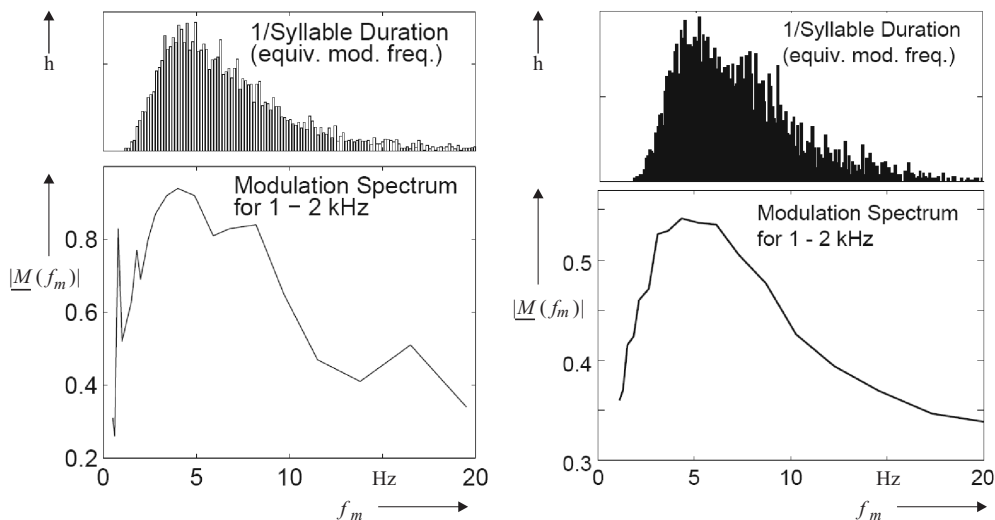 1/Syllable Duration
(equiv. mod. freq.)
h
Modulation Spectrum
for 1 − 2 kHz
|M(fm)|
0.8
0.6
0.4
0.2
0 5 10 Hz 20
fm
1/Syllable Duration
(equiv. mod. freq.)
h
Modulation Spectrum
for 1 - 2 kHz
|M(fm)|
0.5
0.4
0.3
0 5 10 Hz 20
fm